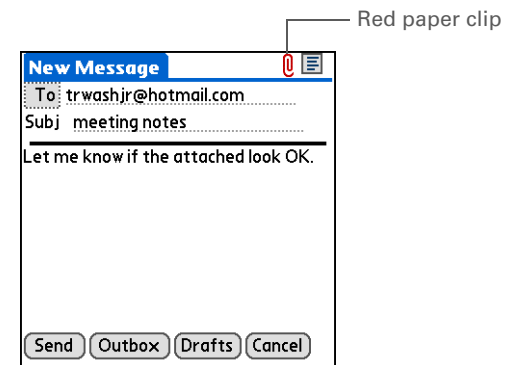 Red paper clip
New Message
To trwashjr@hotmail.com
Subj meeting notes
Let me know if the attached look OK.
Send Outbox Drafts Cancel